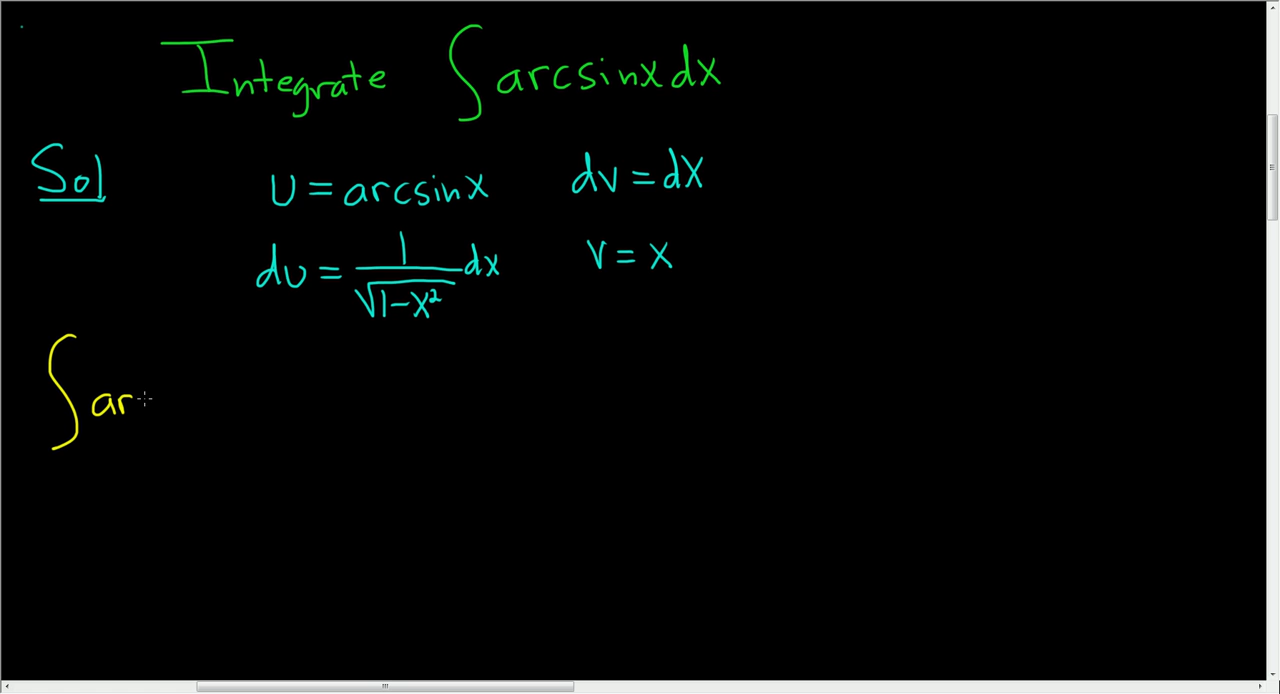 Integrate ∫arcsinx dx
Sol u = arcsinx dv = dx
du = 1/√(1-x²) dx v = x
∫ar